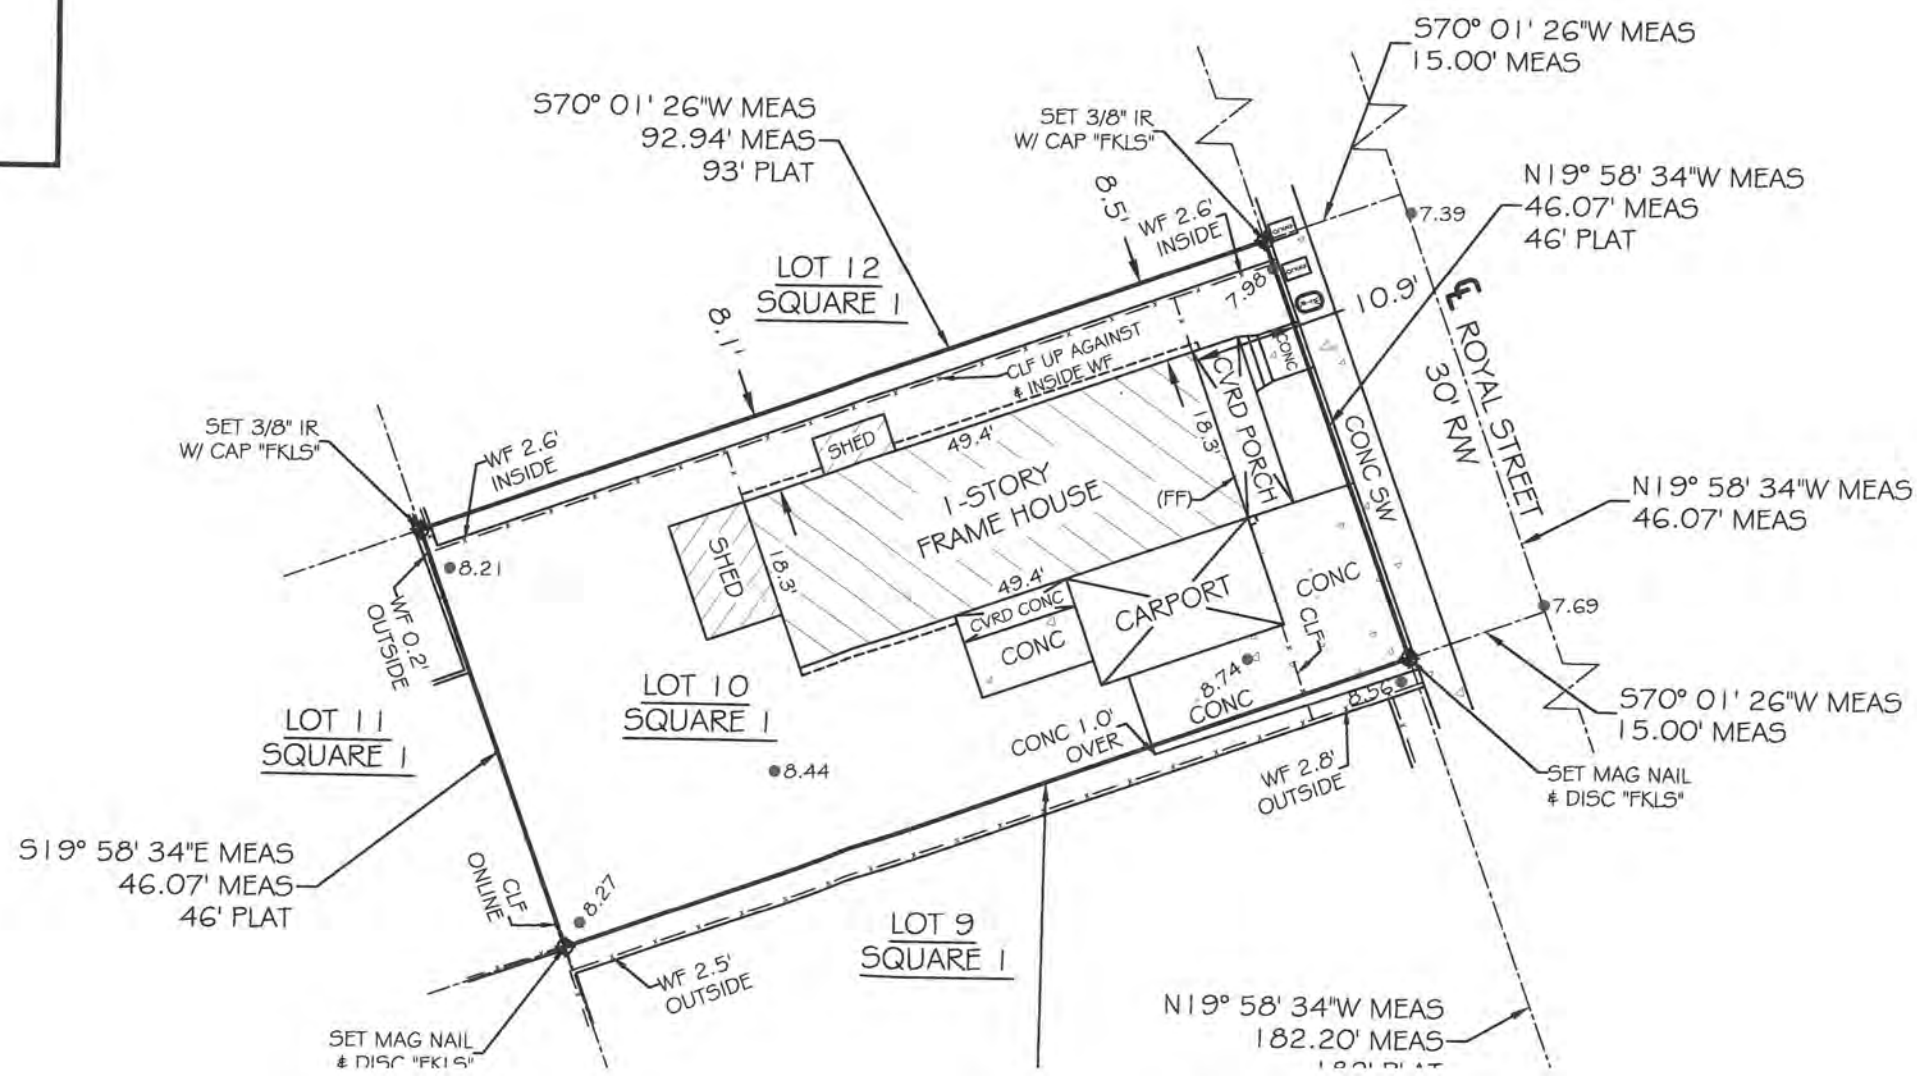 S70° 01' 26"W MEAS
15.00' MEAS
S70° 01' 26"W MEAS
92.94' MEAS
93' PLAT
SET 3/8" IR
W/ CAP "FKLS"
N19° 58' 34"W MEAS
46.07' MEAS
46' PLAT
8.5'
WF 2.6'
INSIDE
7.39
LOT 12
SQUARE 1
7.98
10.9'
8.1'
CLF UP AGAINST
& INSIDE WF
CONC
CVRD PORCH
℄ ROYAL STREET
30' R/W
SET 3/8" IR
W/ CAP "FKLS"
WF 2.6'
INSIDE
SHED
49.4'
18.3'
CONC SW
1-STORY
FRAME HOUSE
(FF)
N19° 58' 34"W MEAS
46.07' MEAS
8.21
SHED
18.3'
49.4'
CVRD CONC
CONC
CARPORT
CONC
CLF
7.69
WF 0.2'
OUTSIDE
LOT 10
SQUARE 1
8.74
CONC
8.56
S70° 01' 26"W MEAS
15.00' MEAS
LOT 11
SQUARE 1
CONC 1.0'
OVER
8.44
WF 2.8'
OUTSIDE
SET MAG NAIL
& DISC "FKLS"
S19° 58' 34"E MEAS
46.07' MEAS
46' PLAT
CLF
ONLINE
8.27
LOT 9
SQUARE 1
WF 2.5'
OUTSIDE
N19° 58' 34"W MEAS
182.20' MEAS
182' PLAT
SET MAG NAIL
& DISC "FKLS"